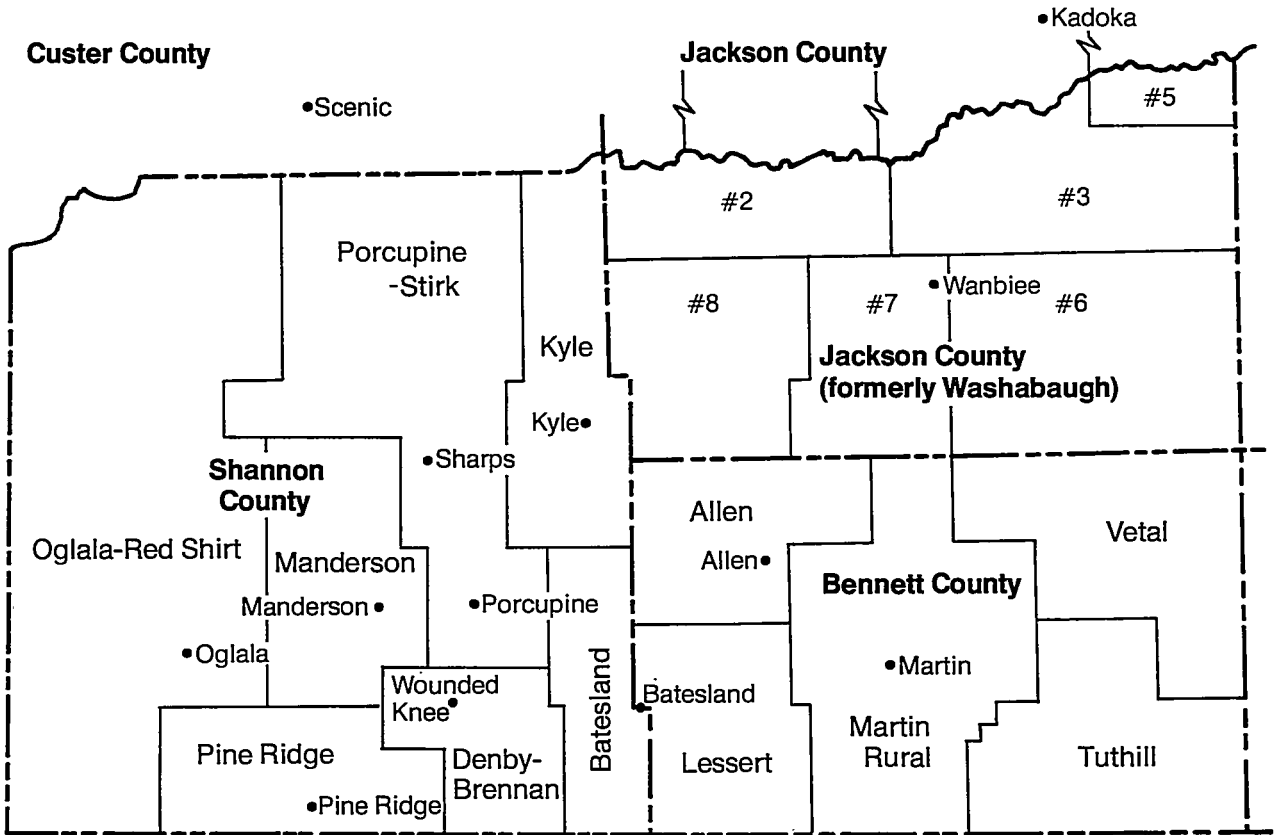 Kadoka
Custer County
Jackson County
Scenic
#5
#2
#3
Porcupine
-Stirk
#8
#7
Wanbiee
#6
Kyle
Jackson County
(formerly Washabaugh)
Kyle
Sharps
Shannon
County
Allen
Vetal
Oglala-Red Shirt
Manderson
Allen
Bennett County
Manderson
Porcupine
Oglala
Batesland
Martin
Wounded
Knee
Batesland
Martin
Rural
Pine Ridge
Denby-
Brennan
Lessert
Tuthill
Pine Ridge